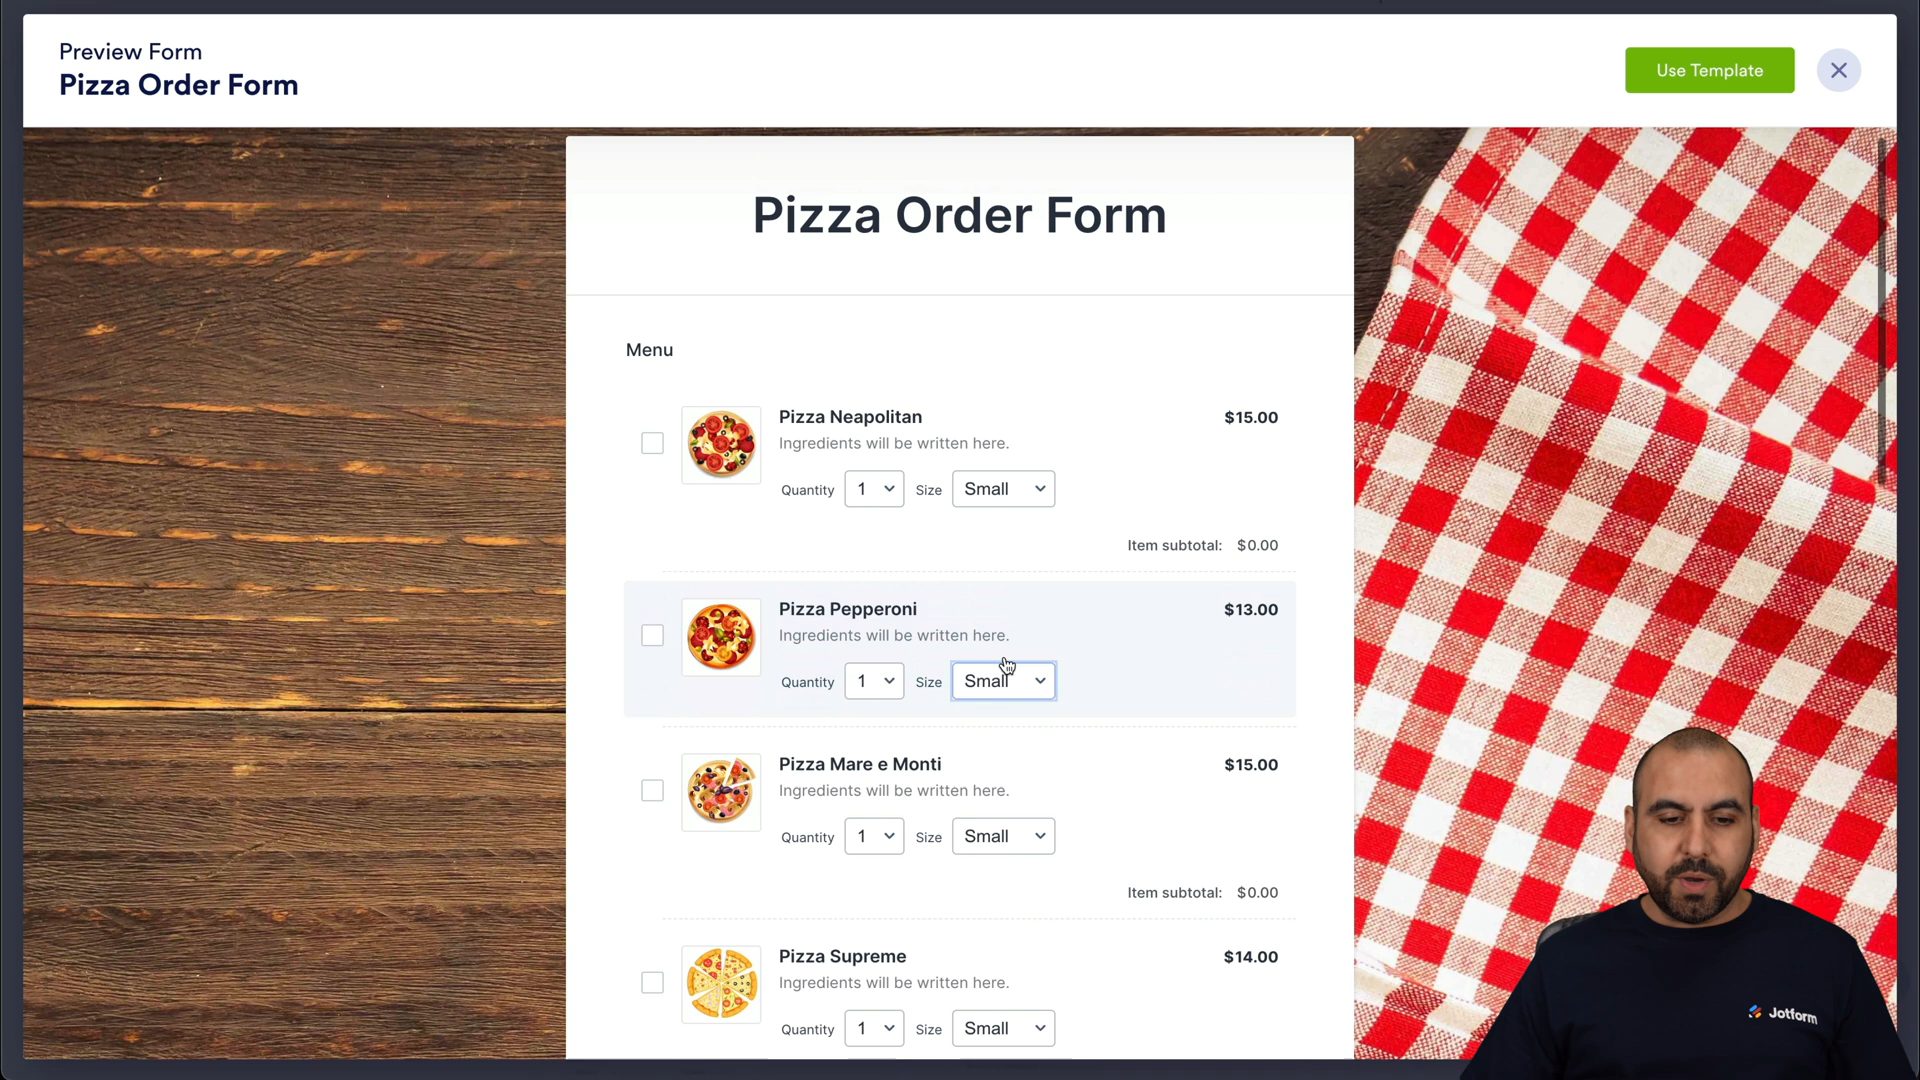 Preview Form
Pizza Order Form
Use Template
Pizza Order Form
Menu
Pizza Neapolitan $15.00
Ingredients will be written here.
Quantity 1 Size Small
Item subtotal: $0.00
Pizza Pepperoni $13.00
Ingredients will be written here.
Quantity 1 Size Small
Pizza Mare e Monti $15.00
Ingredients will be written here.
Quantity 1 Size Small
Item subtotal: $0.00
Pizza Supreme $14.00
Ingredients will be written here.
Quantity 1 Size Small
Jotform